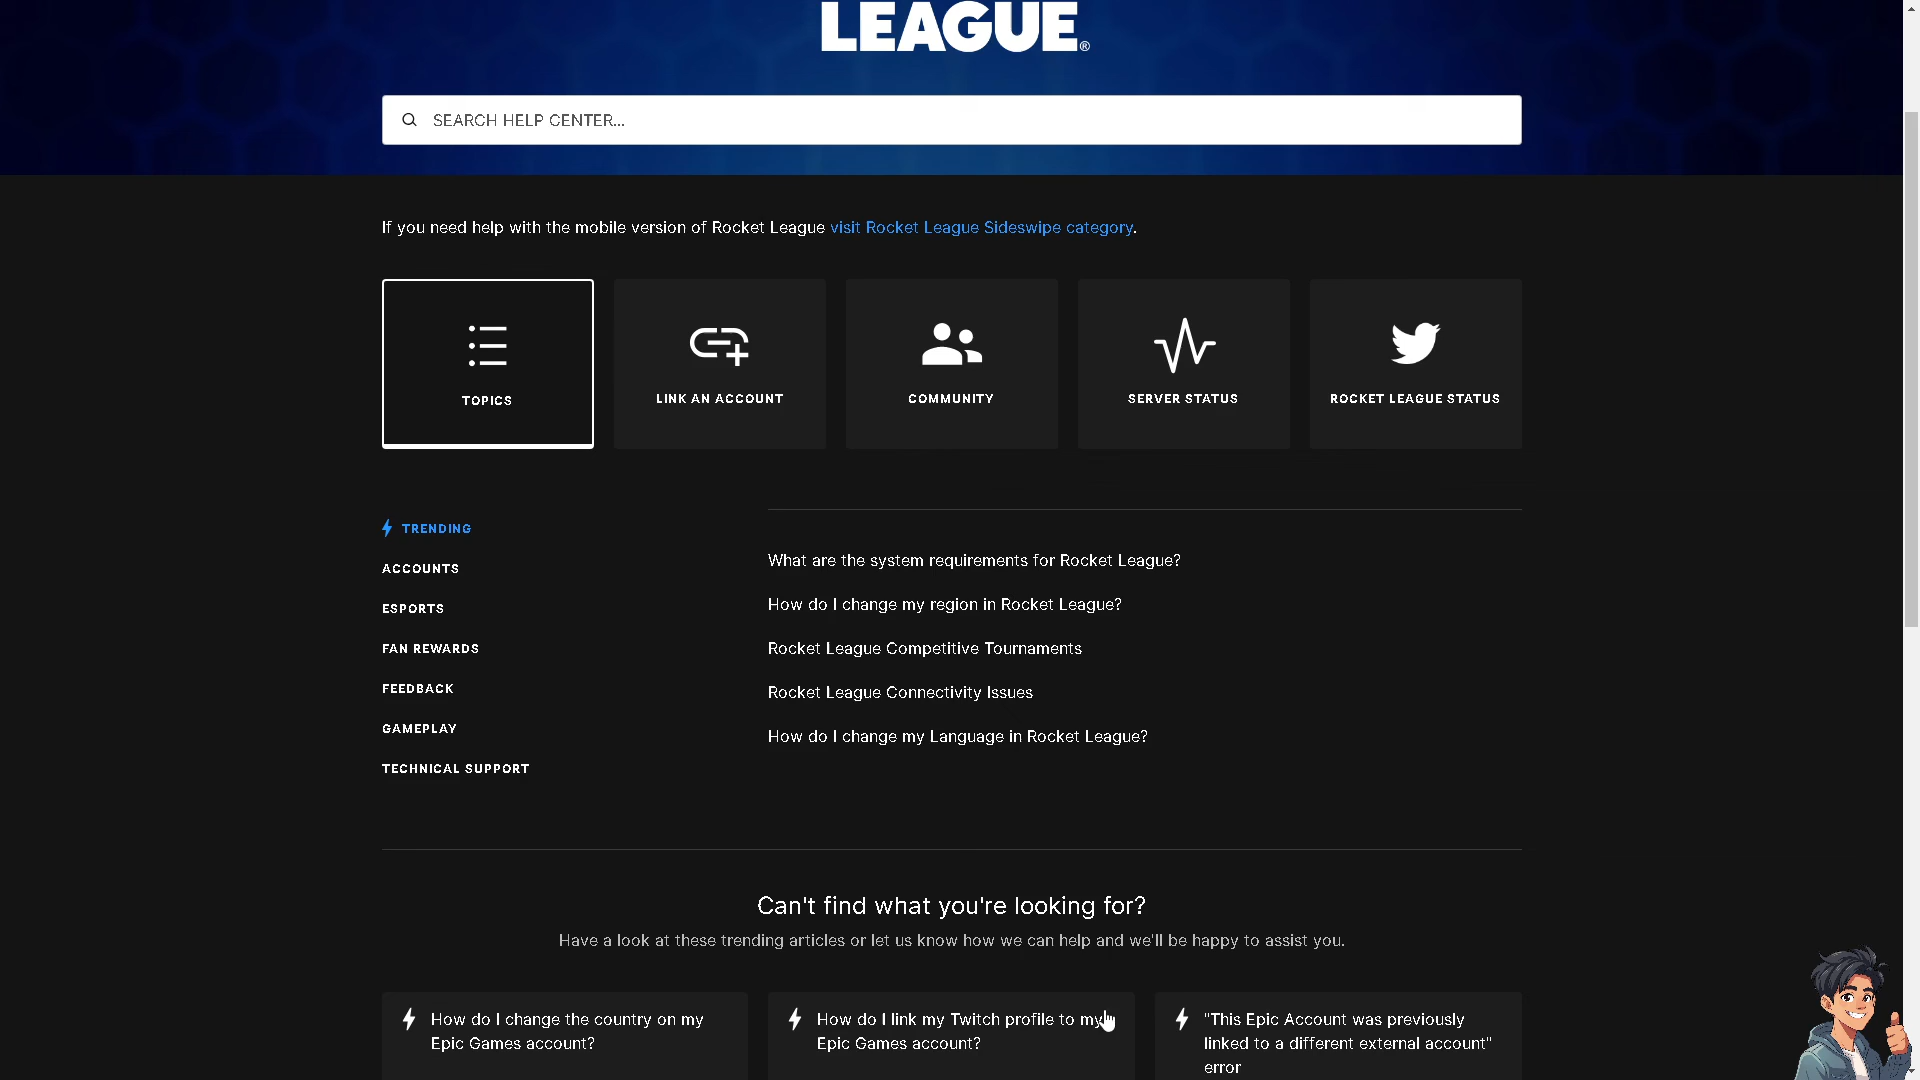 LEAGUE®
SEARCH HELP CENTER...
If you need help with the mobile version of Rocket League visit Rocket League Sideswipe category.
TOPICS
LINK AN ACCOUNT
COMMUNITY
SERVER STATUS
ROCKET LEAGUE STATUS
TRENDING
ACCOUNTS
ESPORTS
FAN REWARDS
FEEDBACK
GAMEPLAY
TECHNICAL SUPPORT
What are the system requirements for Rocket League?
How do I change my region in Rocket League?
Rocket League Competitive Tournaments
Rocket League Connectivity Issues
How do I change my Language in Rocket League?
Can't find what you're looking for?
Have a look at these trending articles or let us know how we can help and we'll be happy to assist you.
How do I change the country on my
Epic Games account?
How do I link my Twitch profile to my
Epic Games account?
"This Epic Account was previously
linked to a different external account"
error